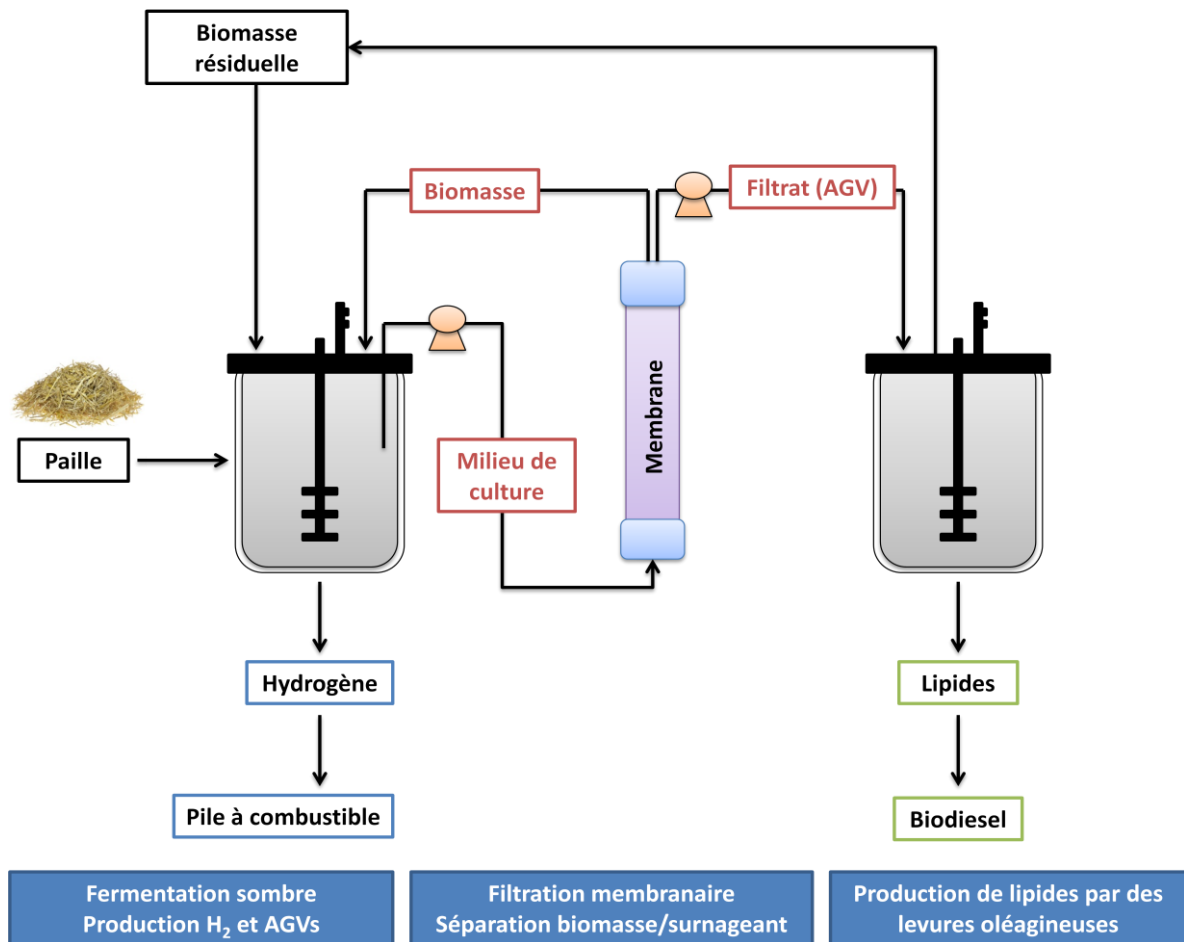 Biomasse
résiduelle
Biomasse
Filtrat (AGV)
Paille
Milieu de
culture
Membrane
Hydrogène
Lipides
Pile à combustible
Biodiesel
Fermentation sombre
Production H₂ et AGVs
Filtration membranaire
Séparation biomasse/surnageant
Production de lipides par des
levures oléagineuses